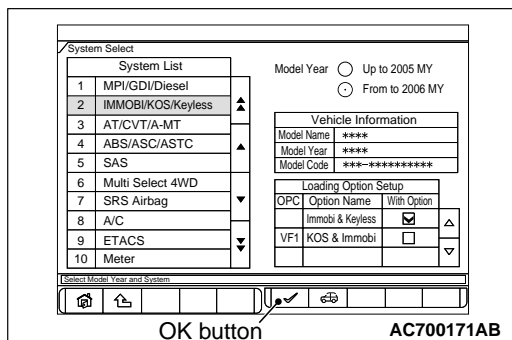 System Select
System List
1 MPI/GDI/Diesel
2 IMMOBI/KOS/Keyless
3 AT/CVT/A-MT
4 ABS/ASC/ASTC
5 SAS
6 Multi Select 4WD
7 SRS Airbag
8 A/C
9 ETACS
10 Meter
Model Year
Up to 2005 MY
From to 2006 MY
Vehicle Information
Model Name ****
Model Year ****
Model Code ***-**********
Loading Option Setup
OPC Option Name With Option
Immobi & Keyless
VF1 KOS & Immobi
Select Model Year and System
OK button
AC700171AB